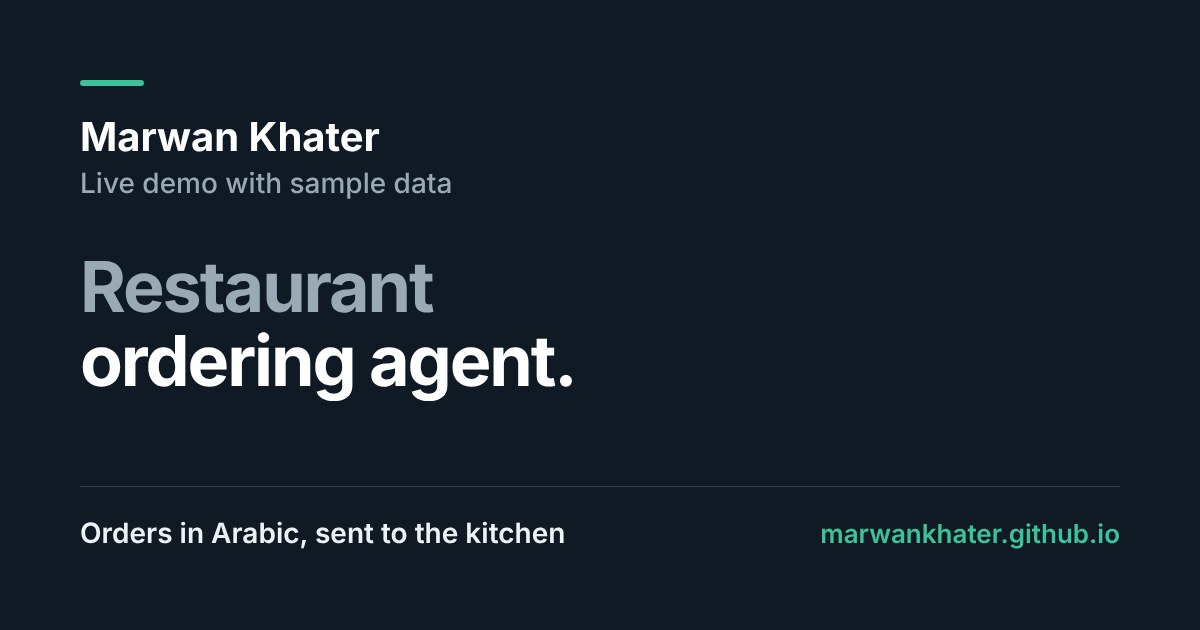 Marwan Khater
Live demo with sample data
Restaurant
ordering agent.
Orders in Arabic, sent to the kitchen
marwankhater.github.io